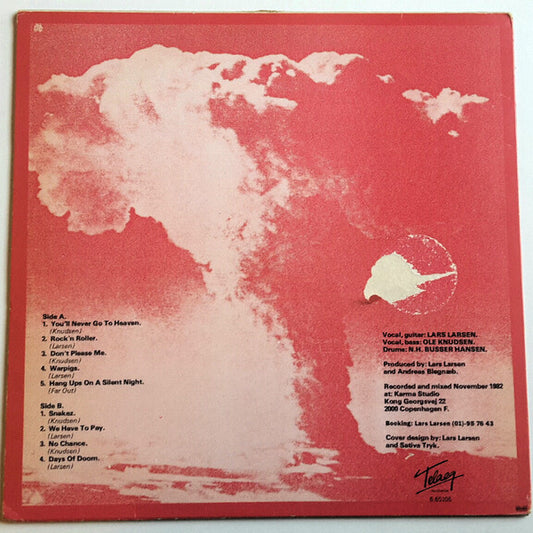 Side A.
1. You'll Never Go To Heaven.
(Knudsen)
2. Rock'n Roller.
(Larsen)
3. Don't Please Me.
(Knudsen)
4. Warpigs.
(Larsen)
5. Hang Ups On A Silent Night.
(Far Out)
Side B.
1. Snakez.
(Knudsen)
2. We Have To Pay.
(Larsen)
3. No Chance.
(Knudsen)
4. Days Of Doom.
(Larsen)
Vocal, guitar: LARS LARSEN.
Vocal, bass: OLE KNUDSEN.
Drums: N.H. BUSSER HANSEN.
Produced by: Lars Larsen
and Andreas Bisgnæb.
Recorded and mixed November 1982
at: Karma Studio
Kong Georgsvej 22
2000 Copenhagen F.
Booking: Lars Larsen (01)-95 76 43
Cover design by: Lars Larsen
and Sativa Tryk.